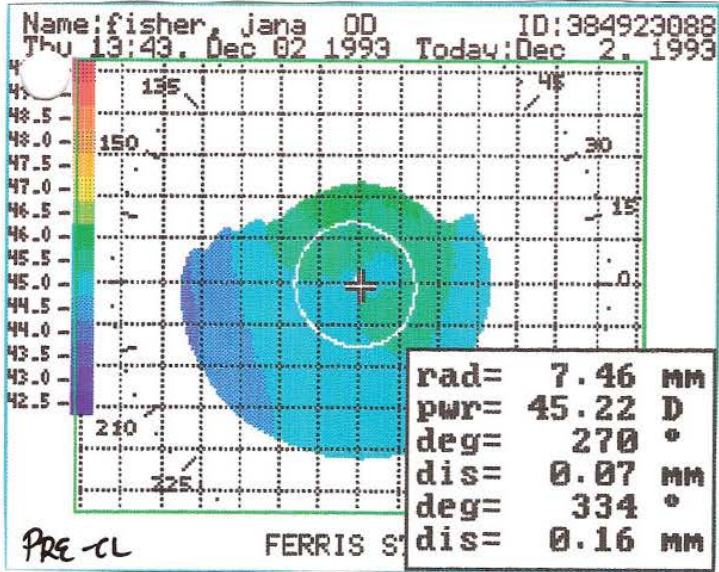 Name:fisher, jana OD ID:384923088
Thu 13:43, Dec 02 1993 Today:Dec 2, 1993
135
45
48.5
48.0
150
30
47.5
47.0
46.5
15
46.0
45.5
45.0
0
44.5
44.0
43.5
43.0
42.5
210
225
rad= 7.46 mm
pwr= 45.22 D
deg= 270 °
dis= 0.07 mm
deg= 334 °
dis= 0.16 mm
PRE-CL
FERRIS